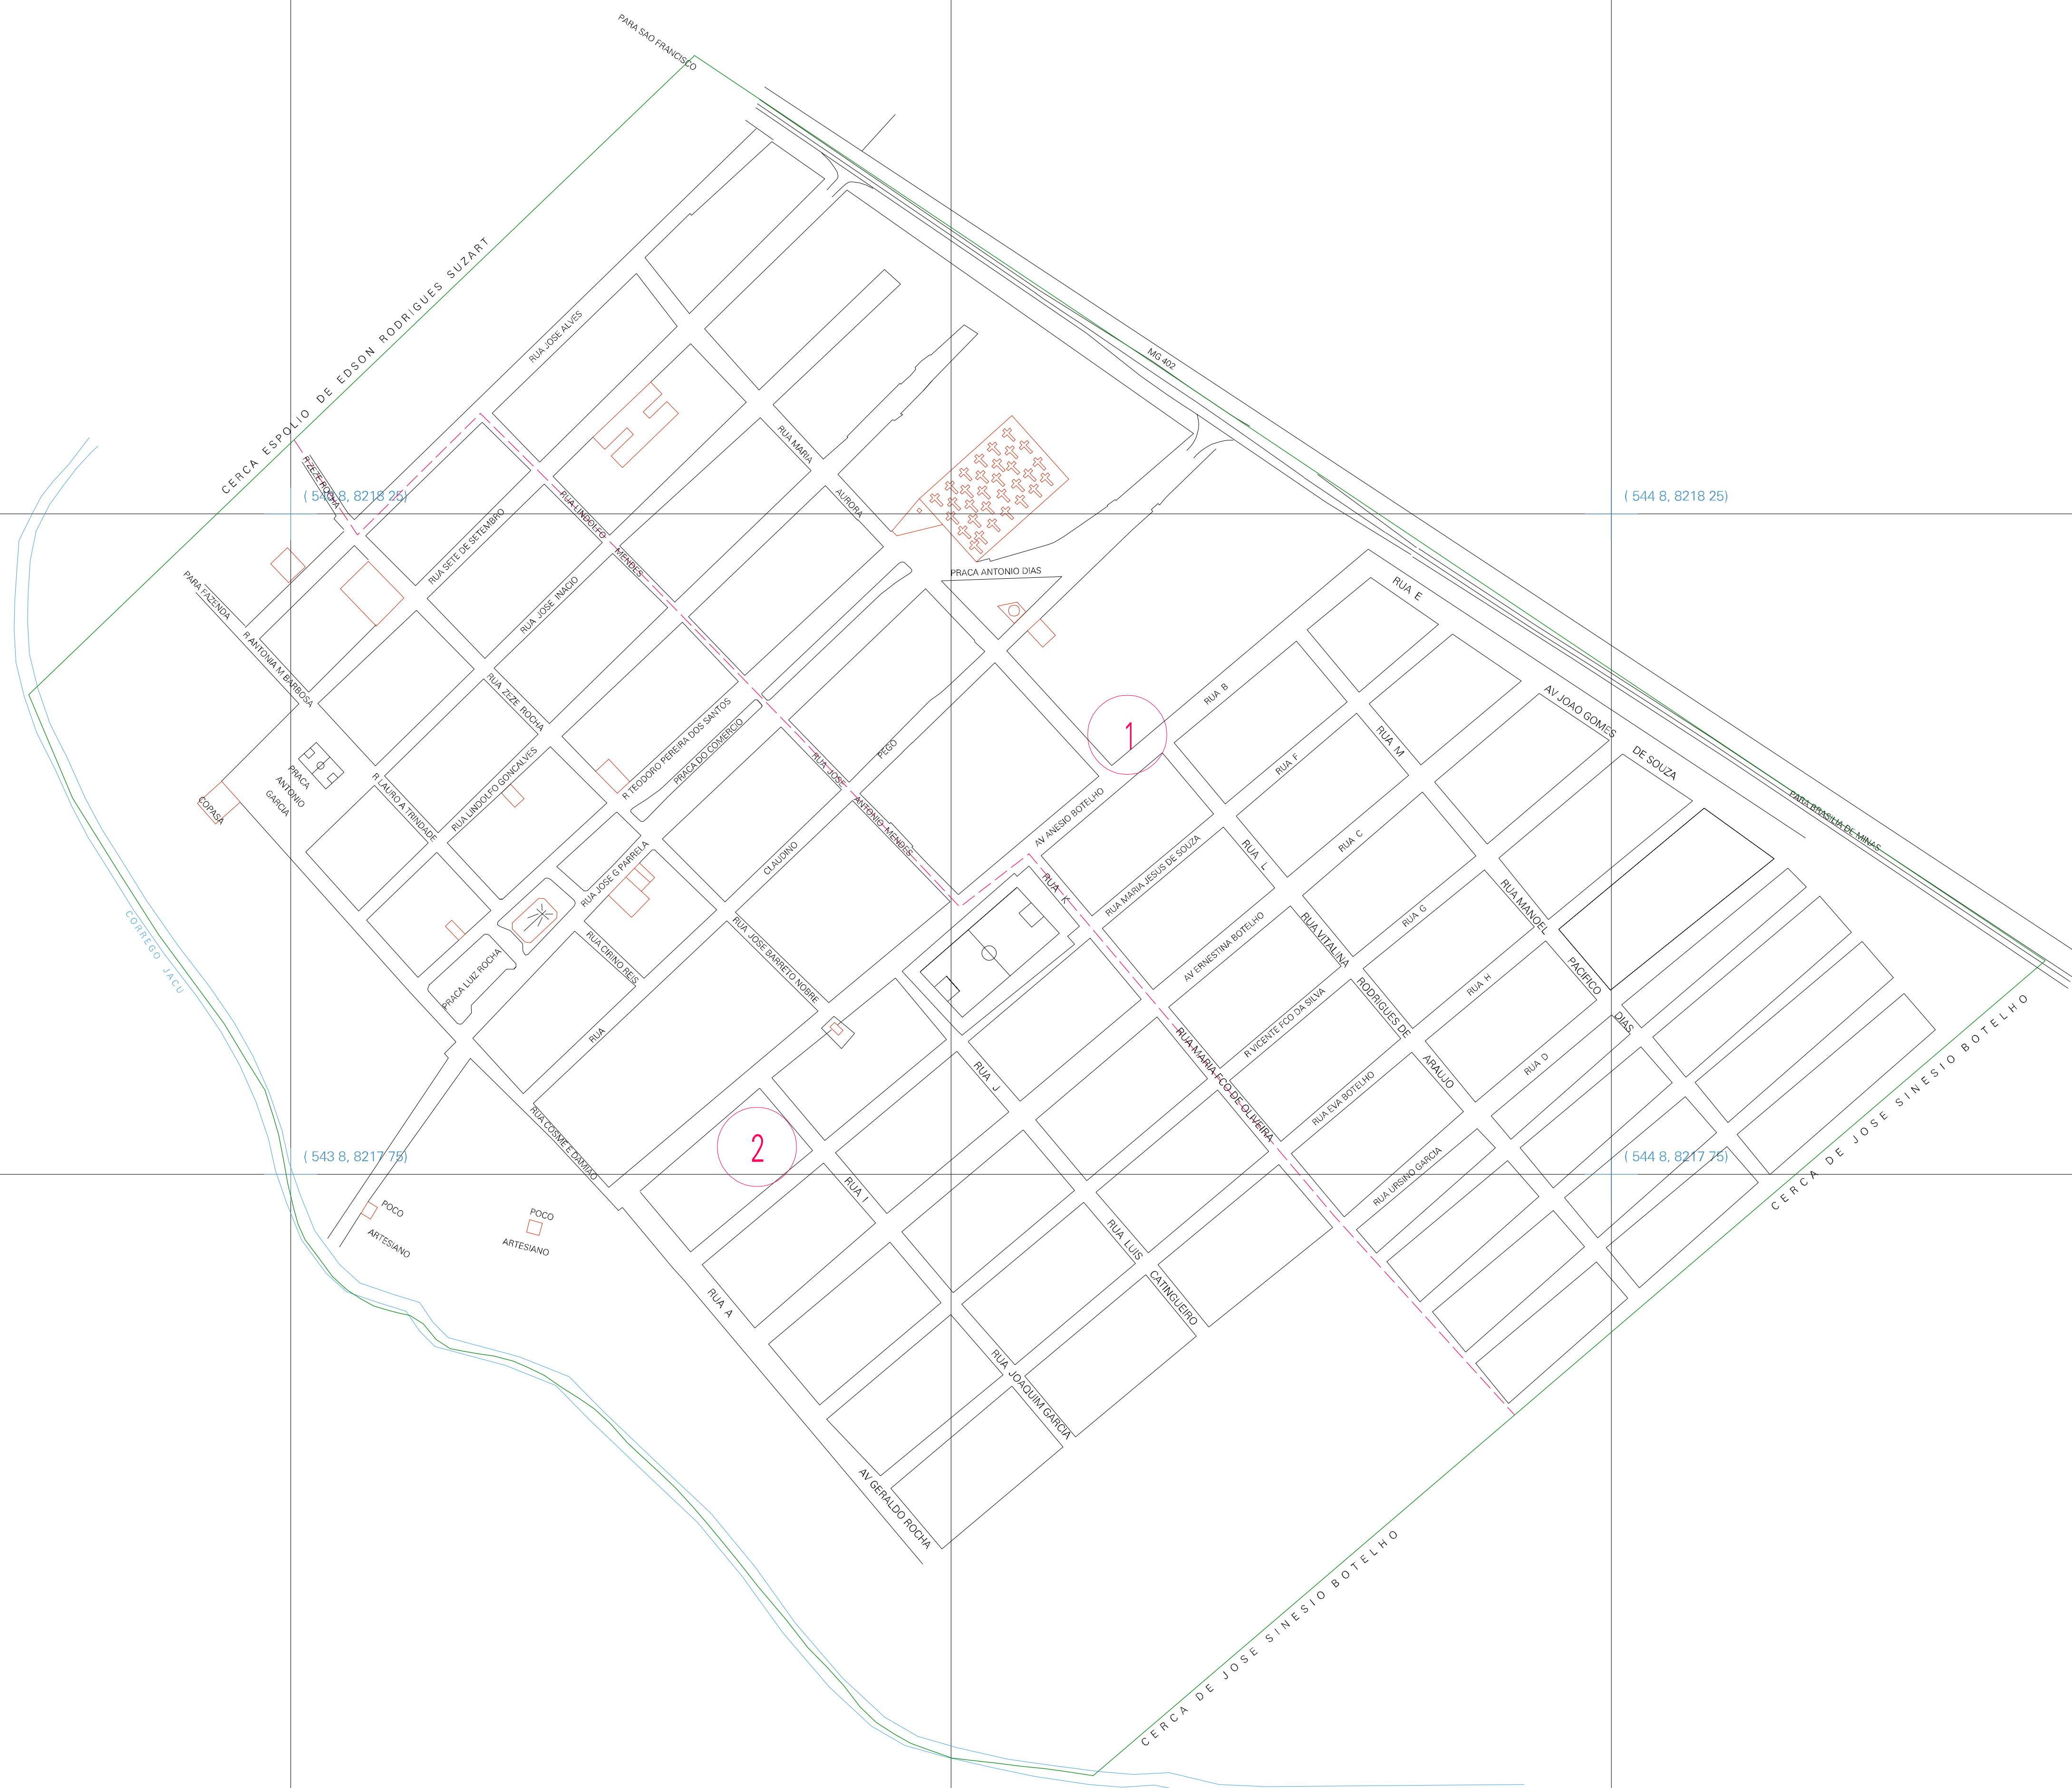 PARA SAO FRANCISCO
CERCA ESPOLIO DE EDSON RODRIGUES SUZART
MG 402
RUA JOSE ALVES
RUA MARIA
AURORA
R ZEZE ROCHA
( 543 8, 8218 25)
( 544 8, 8218 25)
RUA LINDOLFO
MENDES
RUA SETE DE SETEMBRO
RUA JOSE INACIO
PRACA ANTONIO DIAS
PARA FAZENDA
R ANTONIA M BARBOSA
RUA ZEZE ROCHA
RUA E
RUA B
RUA M
AV JOAO GOMES
DE SOUZA
1
PEGO
RUA JOSE
ANTONIO MENDES
R TEODORO PEREIRA DOS SANTOS
PRACA DO COMERCIO
RUA LINDOLFO GONCALVES
R LAURO A TRINDADE
PRACA
ANTONIO
GARCIA
COPASA
RUA F
RUA C
PARA BRASILIA DE MINAS
AV ANESIO BOTELHO
RUA MARIA JESUS DE SOUZA
RUA L
CLAUDINO
RUA JOSE G PARRELA
RUA K
RUA G
RUA MANOEL
PACIFICO
DIAS
RUA VITALINA
RODRIGUES DE
ARAUJO
AV ERNESTINA BOTELHO
RUA H
CORREGO JACU
PRACA LUIZ ROCHA
RUA CIRINO REIS
RUA JOSE BARRETO NOBRE
RUA
R VICENTE FCO DA SILVA
RUA MARIA FCO DE OLIVEIRA
RUA D
CERCA DE JOSE SINESIO BOTELHO
RUA J
RUA EVA BOTELHO
RUA COSME E DAMIAO
2
( 543 8, 8217 75)
( 544 8, 8217 75)
RUA URSINO GARCIA
RUA I
POCO
ARTESIANO
POCO
ARTESIANO
RUA LUIS
CATINGUEIRO
RUA A
RUA JOAQUIM GARCIA
AV GERALDO ROCHA
CERCA DE JOSE SINESIO BOTELHO